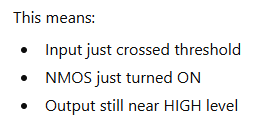 This means:
• Input just crossed threshold
• NMOS just turned ON
• Output still near HIGH level